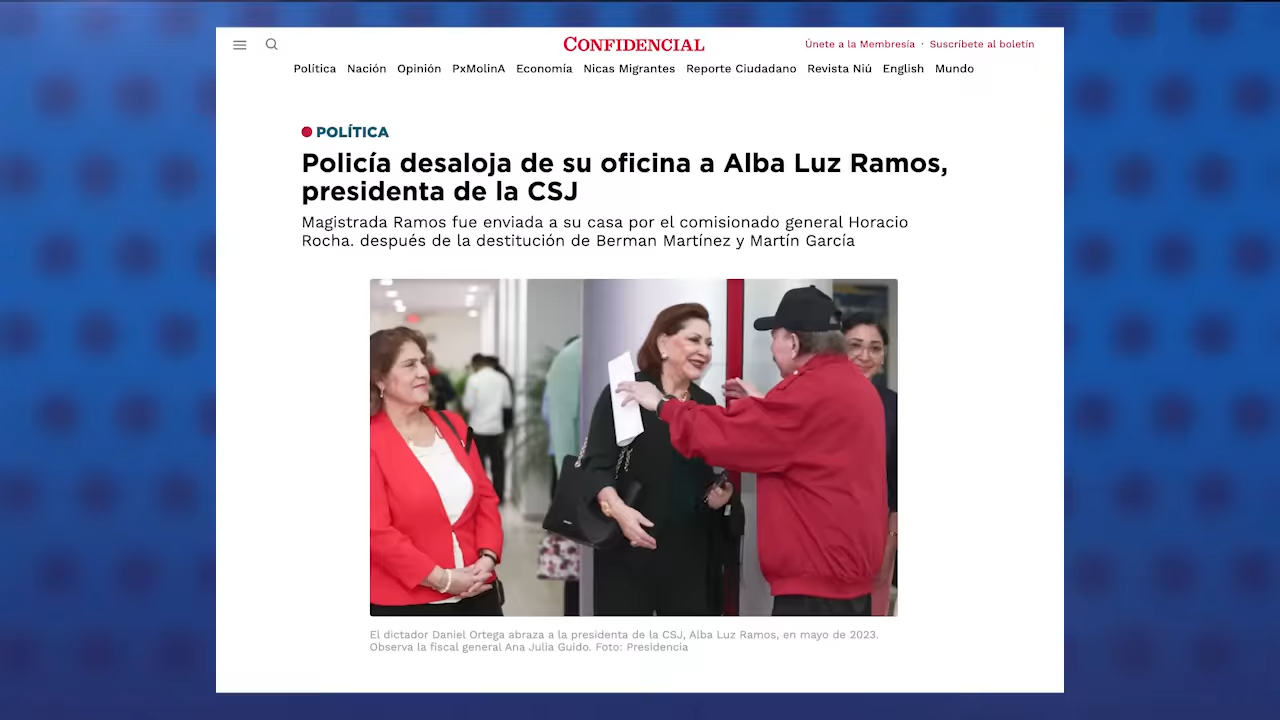 CONFIDENCIAL
Únete a la Membresía · Suscríbete al boletín
Política Nación Opinión PxMolinA Economía Nicas Migrantes Reporte Ciudadano Revista Niú English Mundo
POLÍTICA
Policía desaloja de su oficina a Alba Luz Ramos,
presidenta de la CSJ
Magistrada Ramos fue enviada a su casa por el comisionado general Horacio
Rocha. después de la destitución de Berman Martínez y Martín García
El dictador Daniel Ortega abraza a la presidenta de la CSJ, Alba Luz Ramos, en mayo de 2023.
Observa la fiscal general Ana Julia Guido. Foto: Presidencia